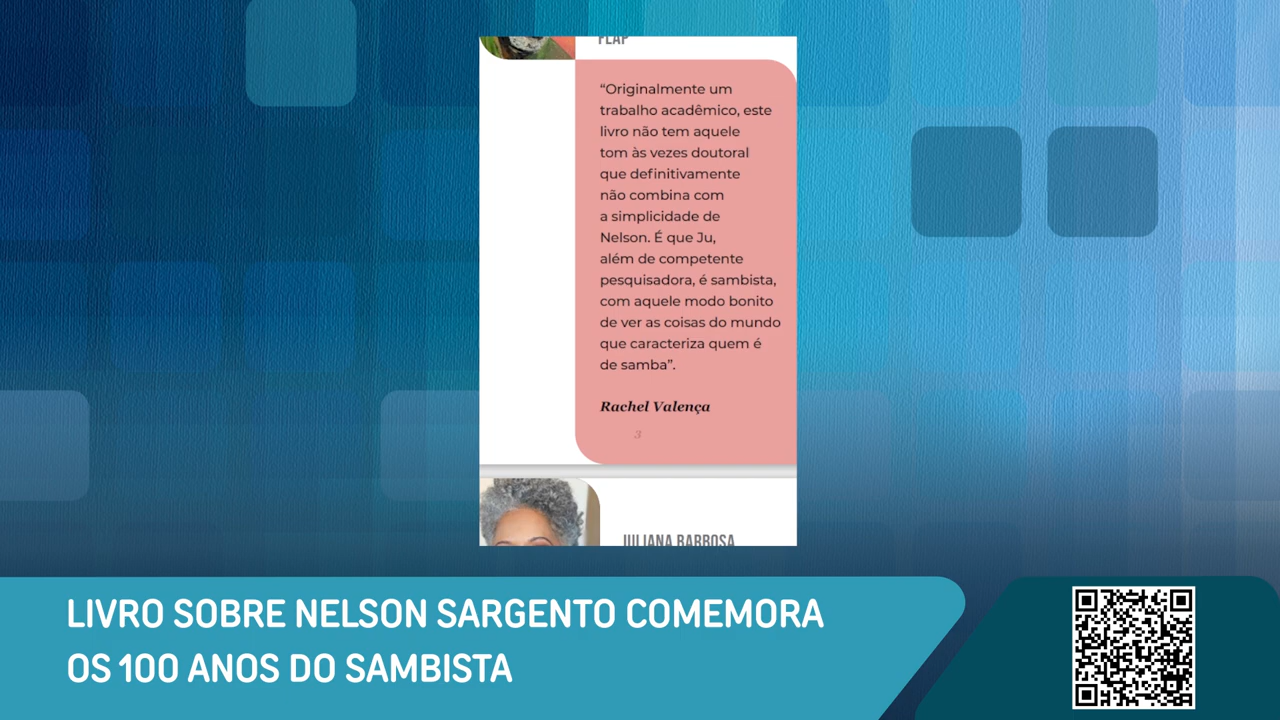 FLAP
“Originalmente um
trabalho acadêmico, este
livro não tem aquele
tom às vezes doutoral
que definitivamente
não combina com
a simplicidade de
Nelson. É que Ju,
além de competente
pesquisadora, é sambista,
com aquele modo bonito
de ver as coisas do mundo
que caracteriza quem é
de samba”.
Rachel Valença
3
JULIANA BARBOSA
LIVRO SOBRE NELSON SARGENTO COMEMORA
OS 100 ANOS DO SAMBISTA